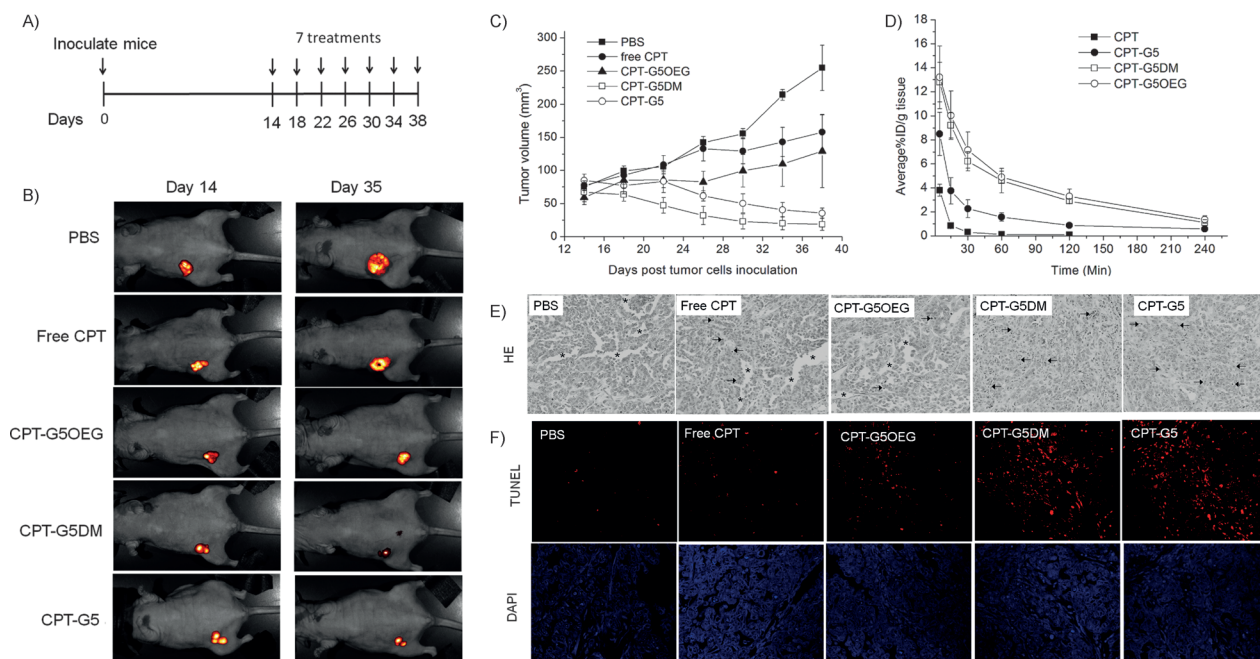 A)
Inoculate mice
7 treatments
Days
0
14 18 22 26 30 34 38
B)
Day 14
Day 35
PBS
Free CPT
CPT-G5OEG
CPT-G5DM
CPT-G5
C)
300
250
200
150
100
50
0
Tumor volume (mm3)
PBS
free CPT
CPT-G5OEG
CPT-G5DM
CPT-G5
12 14 16 18 20 22 24 26 28 30 32 34 36 38 40
Days post tumor cells inoculation
D)
18
16
14
12
10
8
6
4
2
0
Average%ID/g tissue
CPT
CPT-G5
CPT-G5DM
CPT-G5OEG
30 60 90 120 150 180 210 240
Time (Min)
E)
HE
PBS
Free CPT
CPT-G5OEG
CPT-G5DM
CPT-G5
F)
TUNEL
PBS
Free CPT
CPT-G5OEG
CPT-G5DM
CPT-G5
DAPI